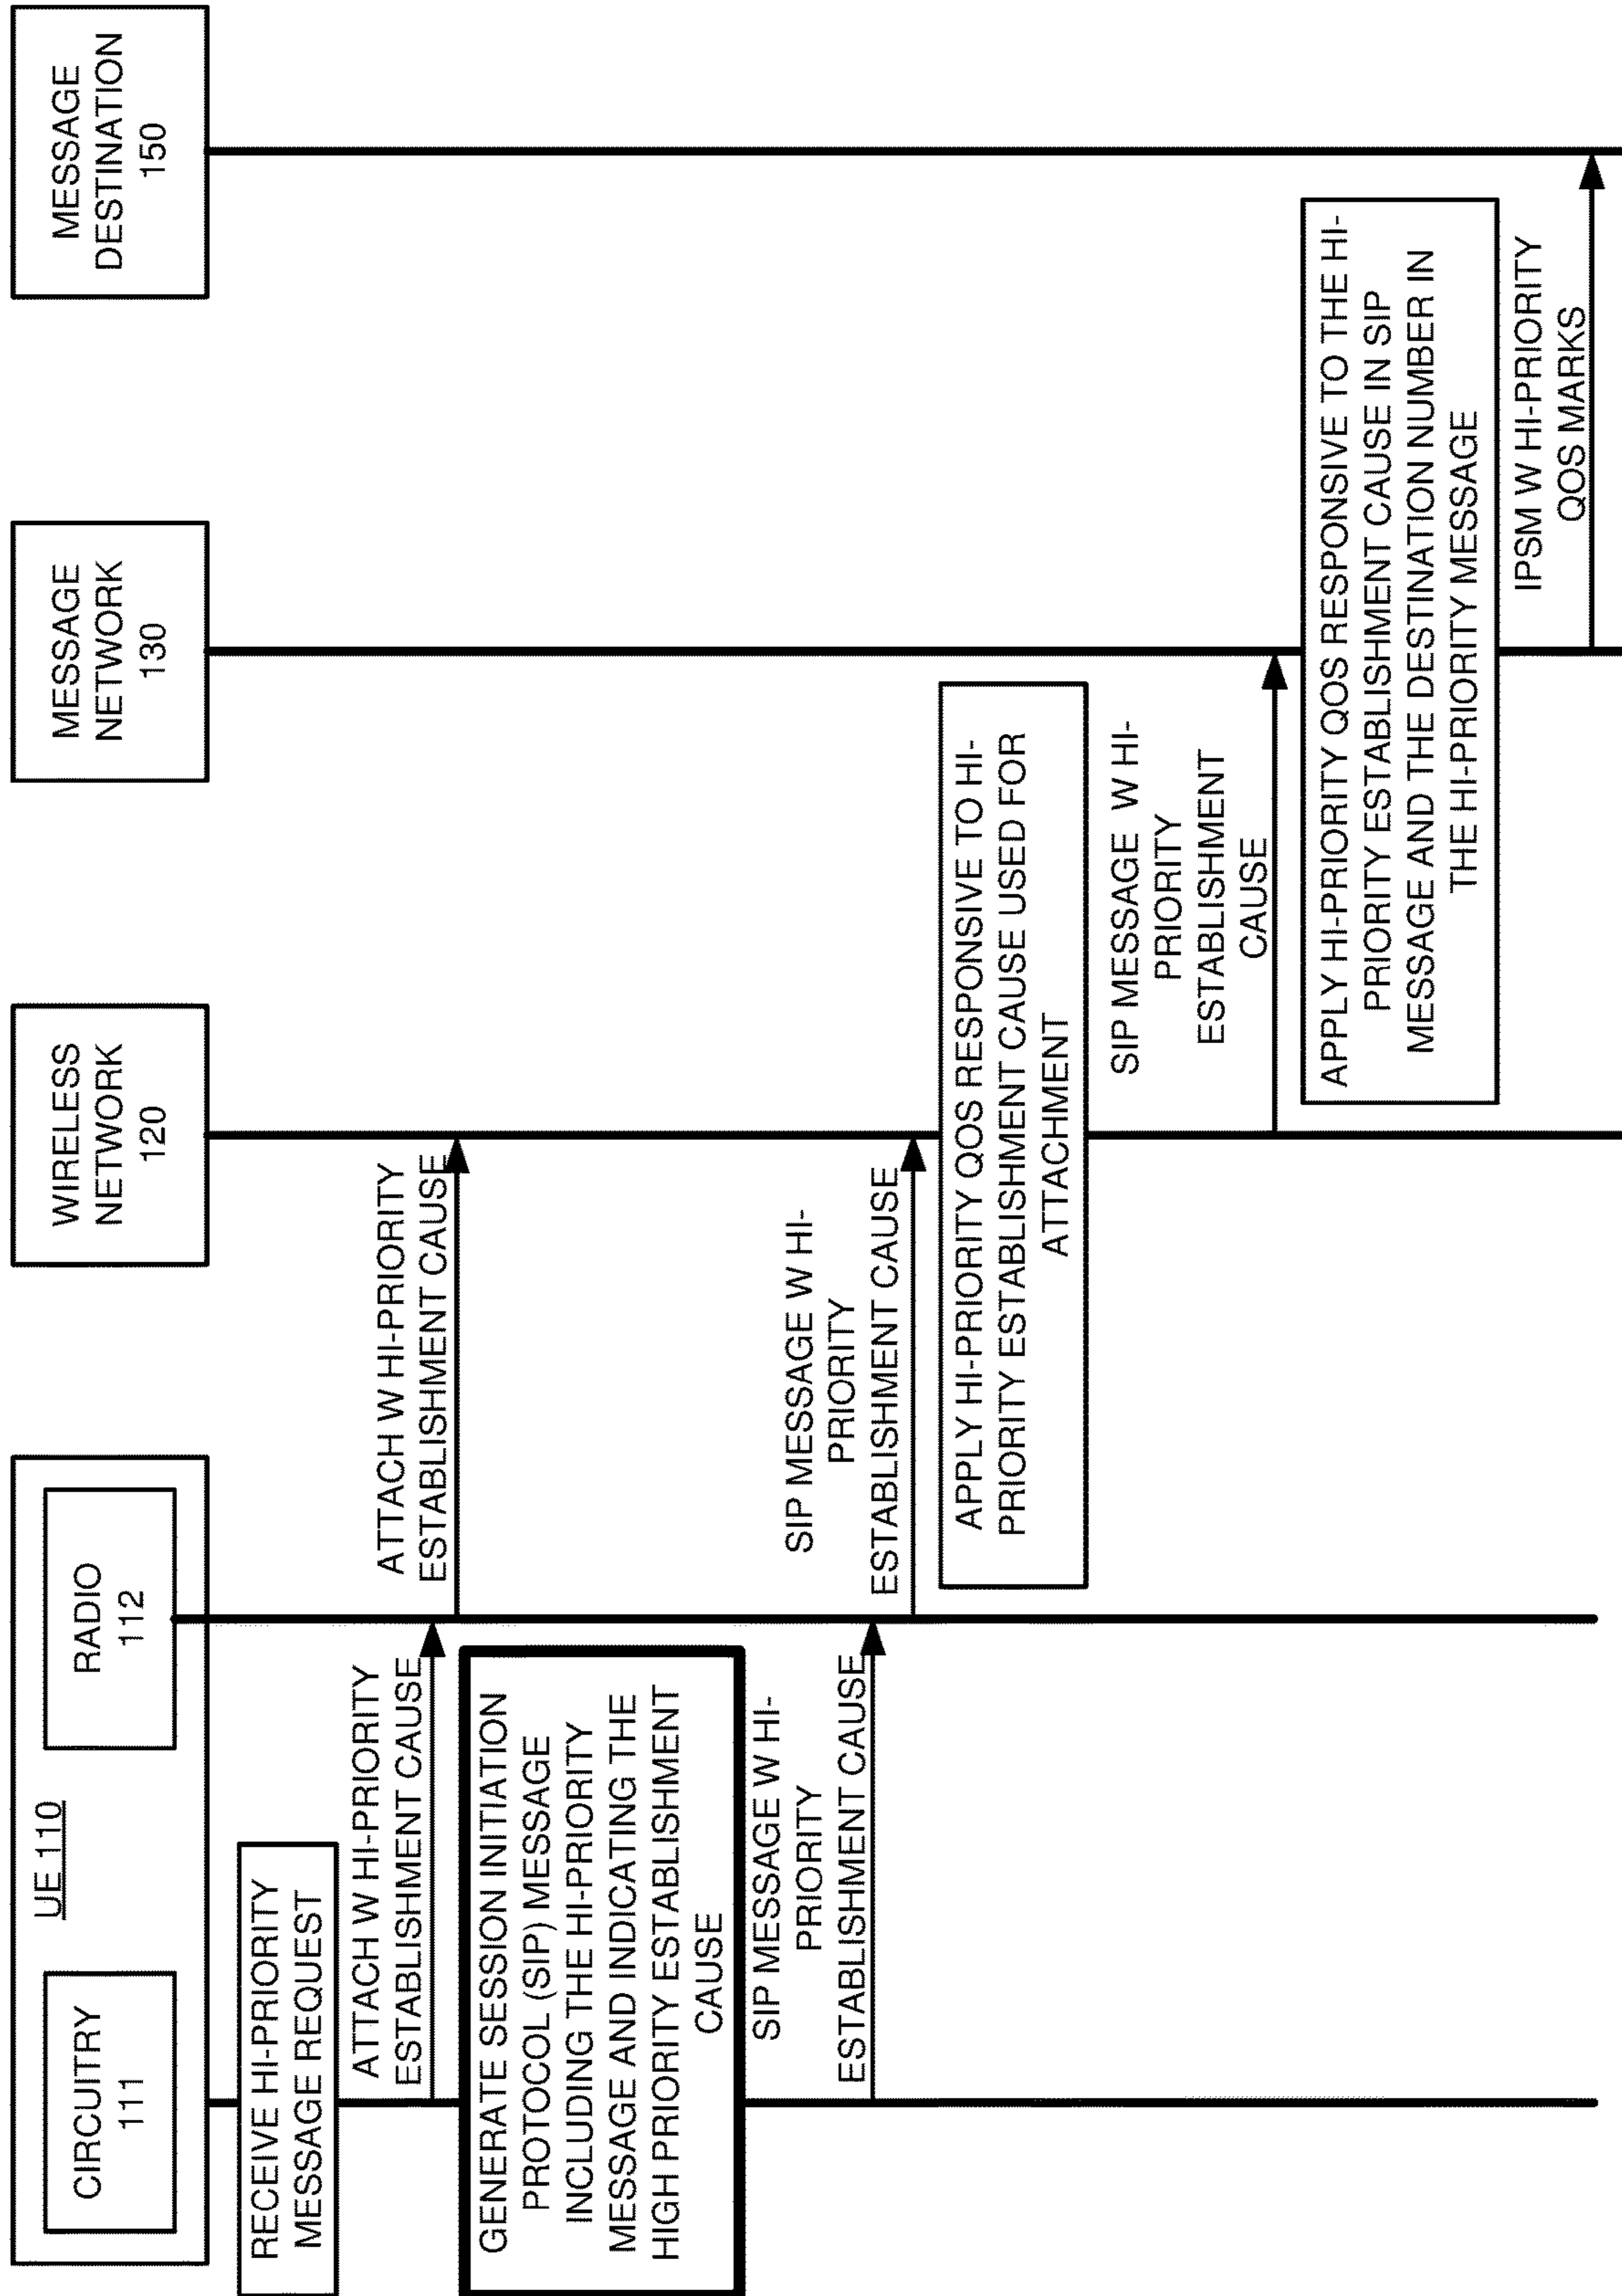 UE 110
CIRCUITRY
111
RADIO
112
WIRELESS
NETWORK
120
MESSAGE
NETWORK
130
MESSAGE
DESTINATION
150
RECEIVE HI-PRIORITY
MESSAGE REQUEST
ATTACH W HI-PRIORITY
ESTABLISHMENT CAUSE
ATTACH W HI-PRIORITY
ESTABLISHMENT CAUSE
GENERATE SESSION INITIATION
PROTOCOL (SIP) MESSAGE
INCLUDING THE HI-PRIORITY
MESSAGE AND INDICATING THE
HIGH PRIORITY ESTABLISHMENT
CAUSE
SIP MESSAGE W HI-
PRIORITY
ESTABLISHMENT CAUSE
SIP MESSAGE W HI-
PRIORITY
ESTABLISHMENT CAUSE
APPLY HI-PRIORITY QOS RESPONSIVE TO HI-
PRIORITY ESTABLISHMENT CAUSE USED FOR
ATTACHMENT
SIP MESSAGE W HI-
PRIORITY
ESTABLISHMENT
CAUSE
APPLY HI-PRIORITY QOS RESPONSIVE TO THE HI-
PRIORITY ESTABLISHMENT CAUSE IN SIP
MESSAGE AND THE DESTINATION NUMBER IN
THE HI-PRIORITY MESSAGE
IPSM W HI-PRIORITY
QOS MARKS